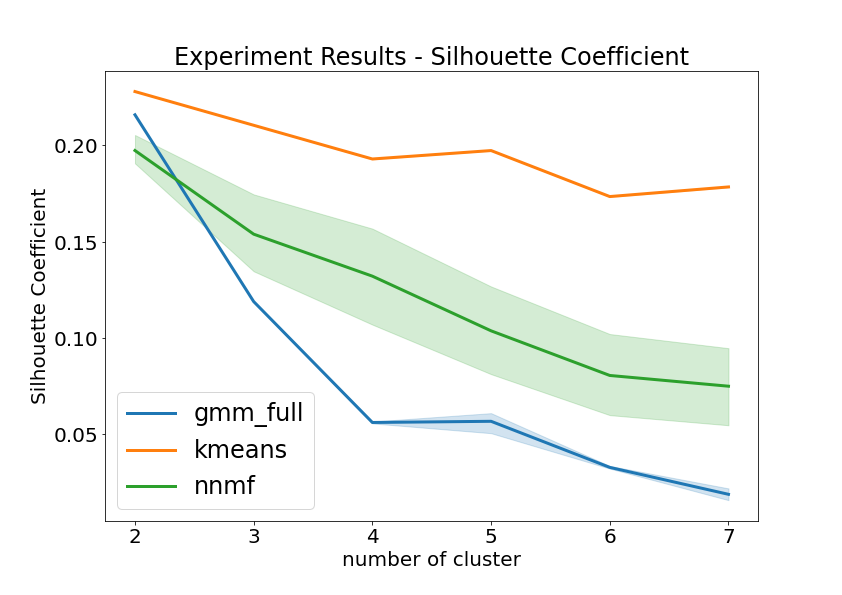 Experiment Results - Silhouette Coefficient
Silhouette Coefficient
0.20
0.15
0.10
0.05
gmm_full
kmeans
nnmf
2 3 4 5 6 7
number of cluster